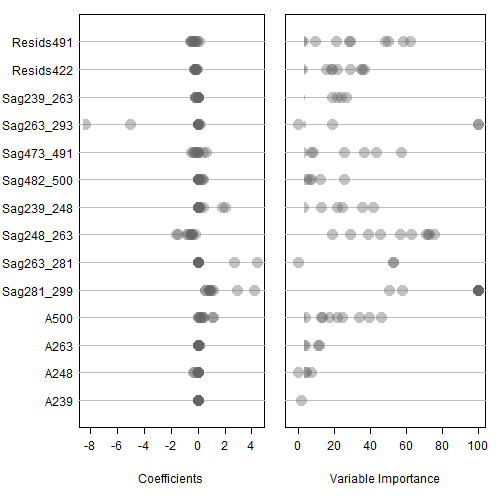 Resids491
Resids422
Sag239_263
Sag263_293
Sag473_491
Sag482_500
Sag239_248
Sag248_263
Sag263_281
Sag281_299
A500
A263
A248
A239
-8 -6 -4 -2 0 2 4
0 20 40 60 80 100
Coefficients
Variable Importance